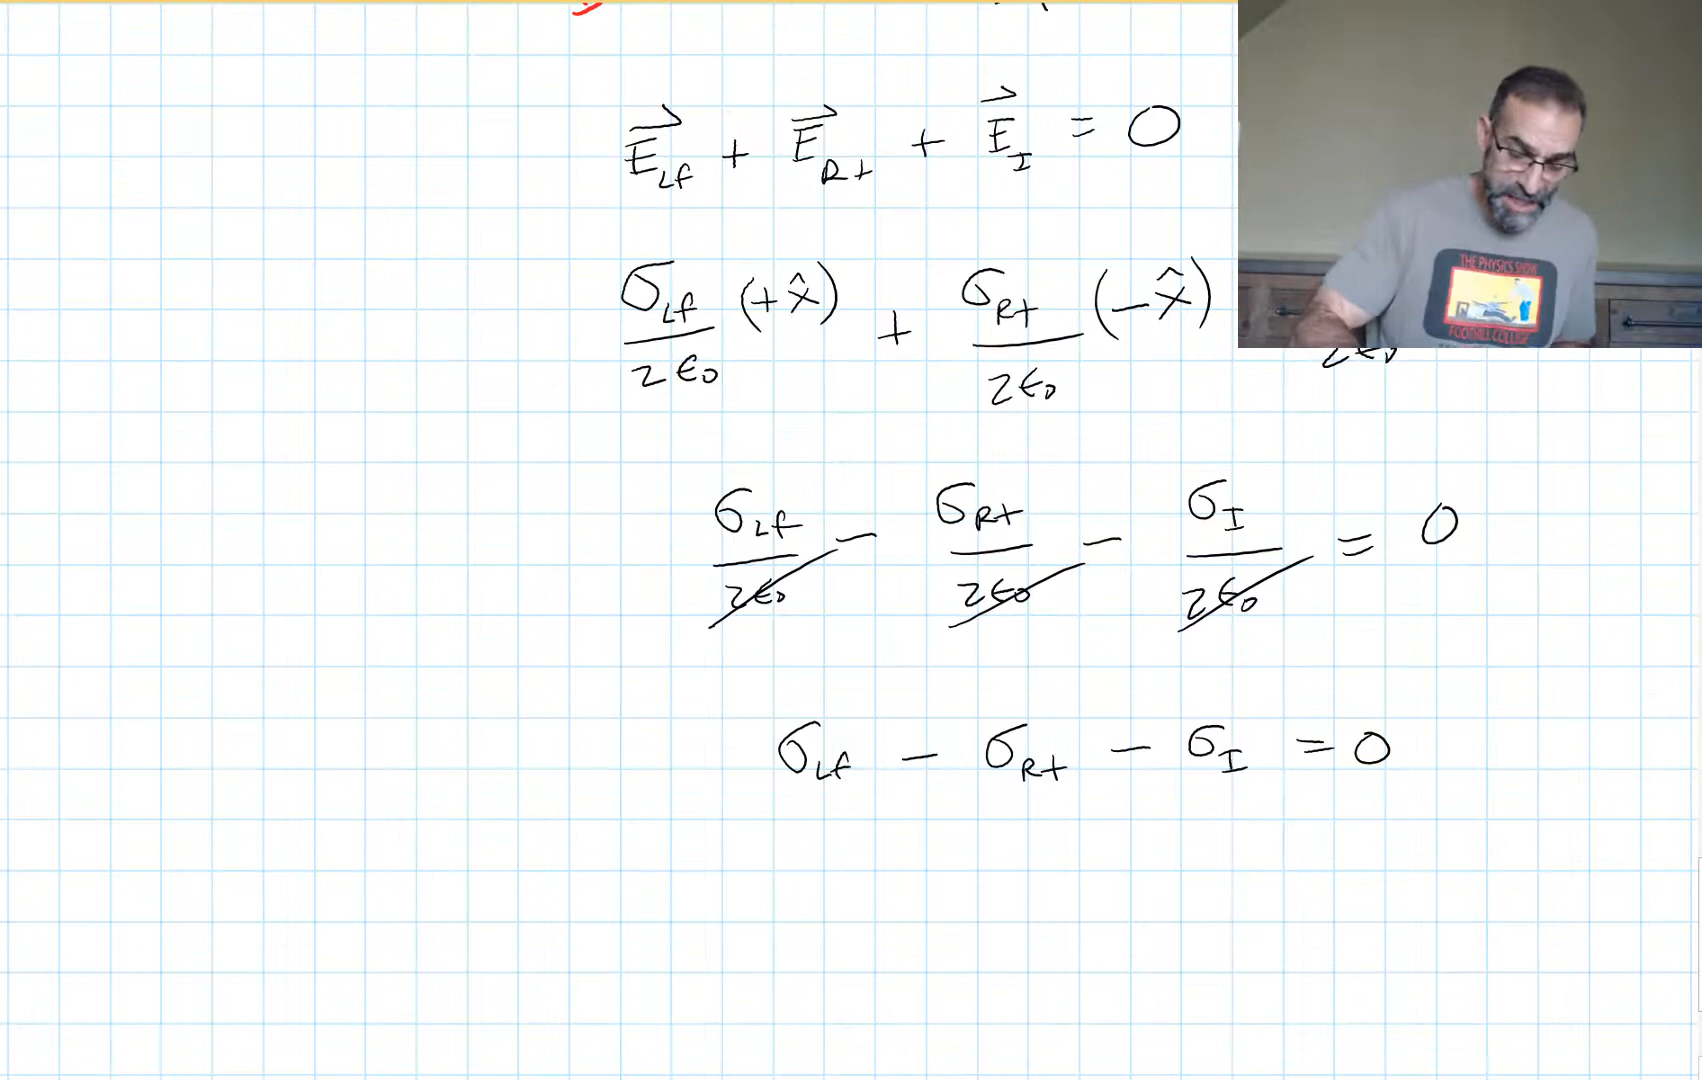 E⃗_Lf + E⃗_Rt + E⃗_I = 0
σ_Lf/2ε₀ (+x̂) + σ_Rt/2ε₀ (−x̂) 2ε₀
σ_Lf/2ε₀ − σ_Rt/2ε₀ − σ_I/2ε₀ = 0
σ_Lf − σ_Rt − σ_I = 0
THE PHYSICS SHOW
FOOTHILL COLLEGE